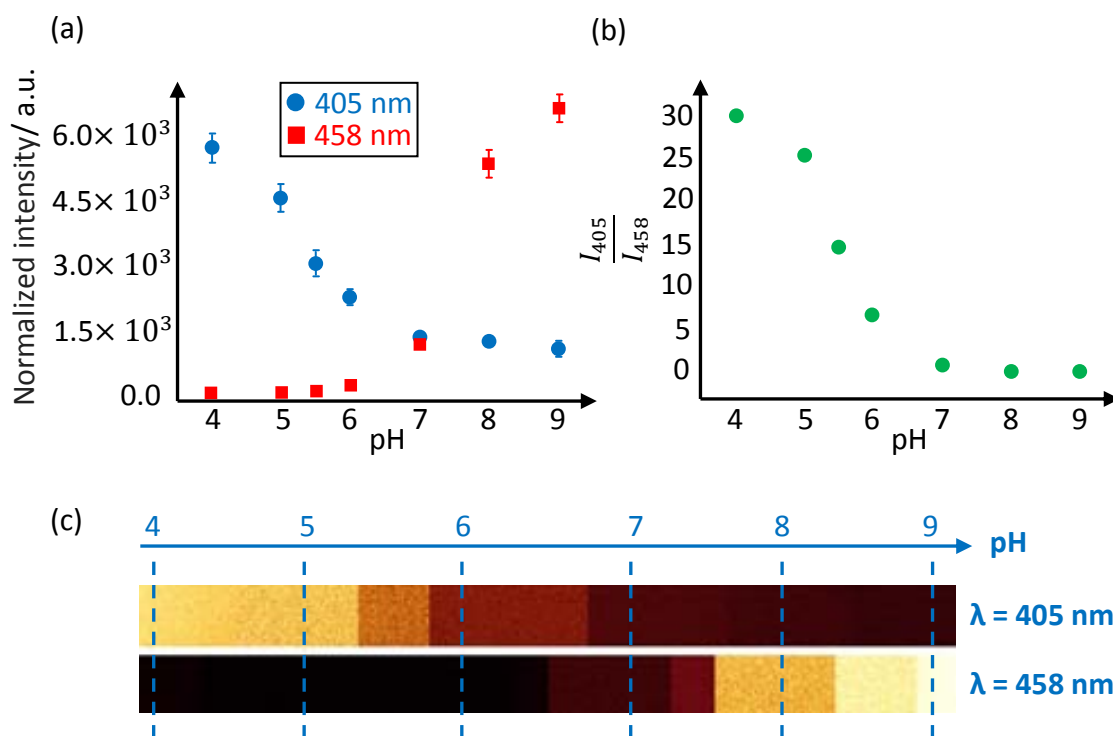 (a)
405 nm
458 nm
Normalized intensity/ a.u.
6.0× 10³
4.5× 10³
3.0× 10³
1.5× 10³
0.0
4 5 6 7 8 9
pH
(b)
I₄₀₅
I₄₅₈
30
25
20
15
10
5
0
4 5 6 7 8 9
pH
(c)
4 5 6 7 8 9
pH
λ = 405 nm
λ = 458 nm